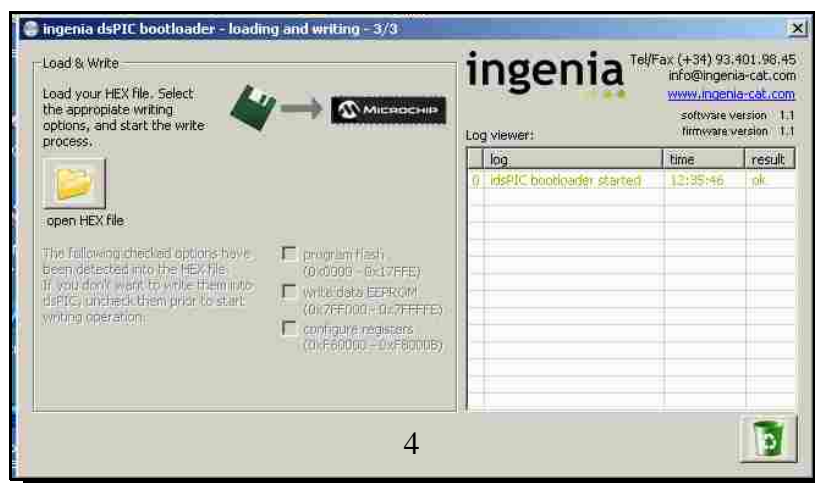 ingenia dsPIC bootloader - loading and writing - 3/3
Load & Write
Load your HEX file. Select
the appropiate writing
options, and start the write
process.
MICROCHIP
open HEX file
The following checked options have
been detected into the HEX file.
If you don't want to write them into
dsPIC, uncheck them prior to start
writing operation.
program flash
(0x0000 - 0x17FFE)
write data EEPROM
(0x7FF000 - 0x7FFFFE)
configure registers
(0xF80000 - 0xF8000B)
ingenia
Tel/Fax (+34) 93.401.98.45
info@ingenia-cat.com
www.ingenia-cat.com
software version 1.1
firmware version 1.1
Log viewer:
log time result
0 idsPIC bootloader started 12:35:46 ok
4